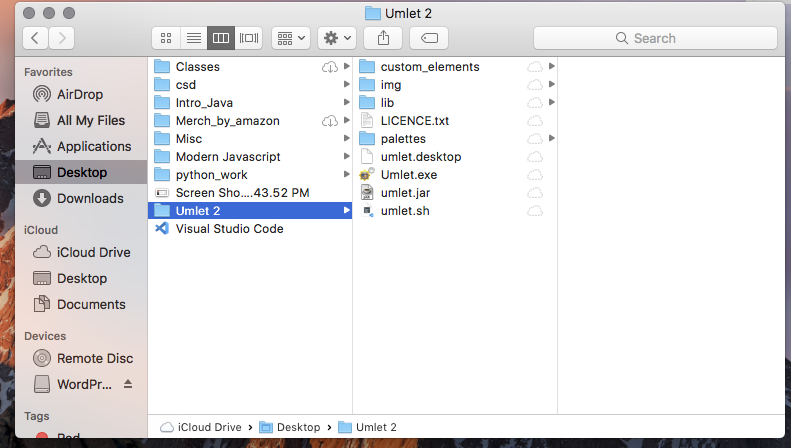 Umlet 2
Search
Favorites
AirDrop
All My Files
Applications
Desktop
Downloads
iCloud
iCloud Drive
Desktop
Documents
Devices
Remote Disc
WordPr...
Tags
Red
Classes
csd
Intro_Java
Merch_by_amazon
Misc
Modern Javascript
python_work
Screen Sho....43.52 PM
Umlet 2
Visual Studio Code
custom_elements
img
lib
LICENCE.txt
palettes
umlet.desktop
Umlet.exe
umlet.jar
umlet.sh
iCloud Drive › Desktop › Umlet 2